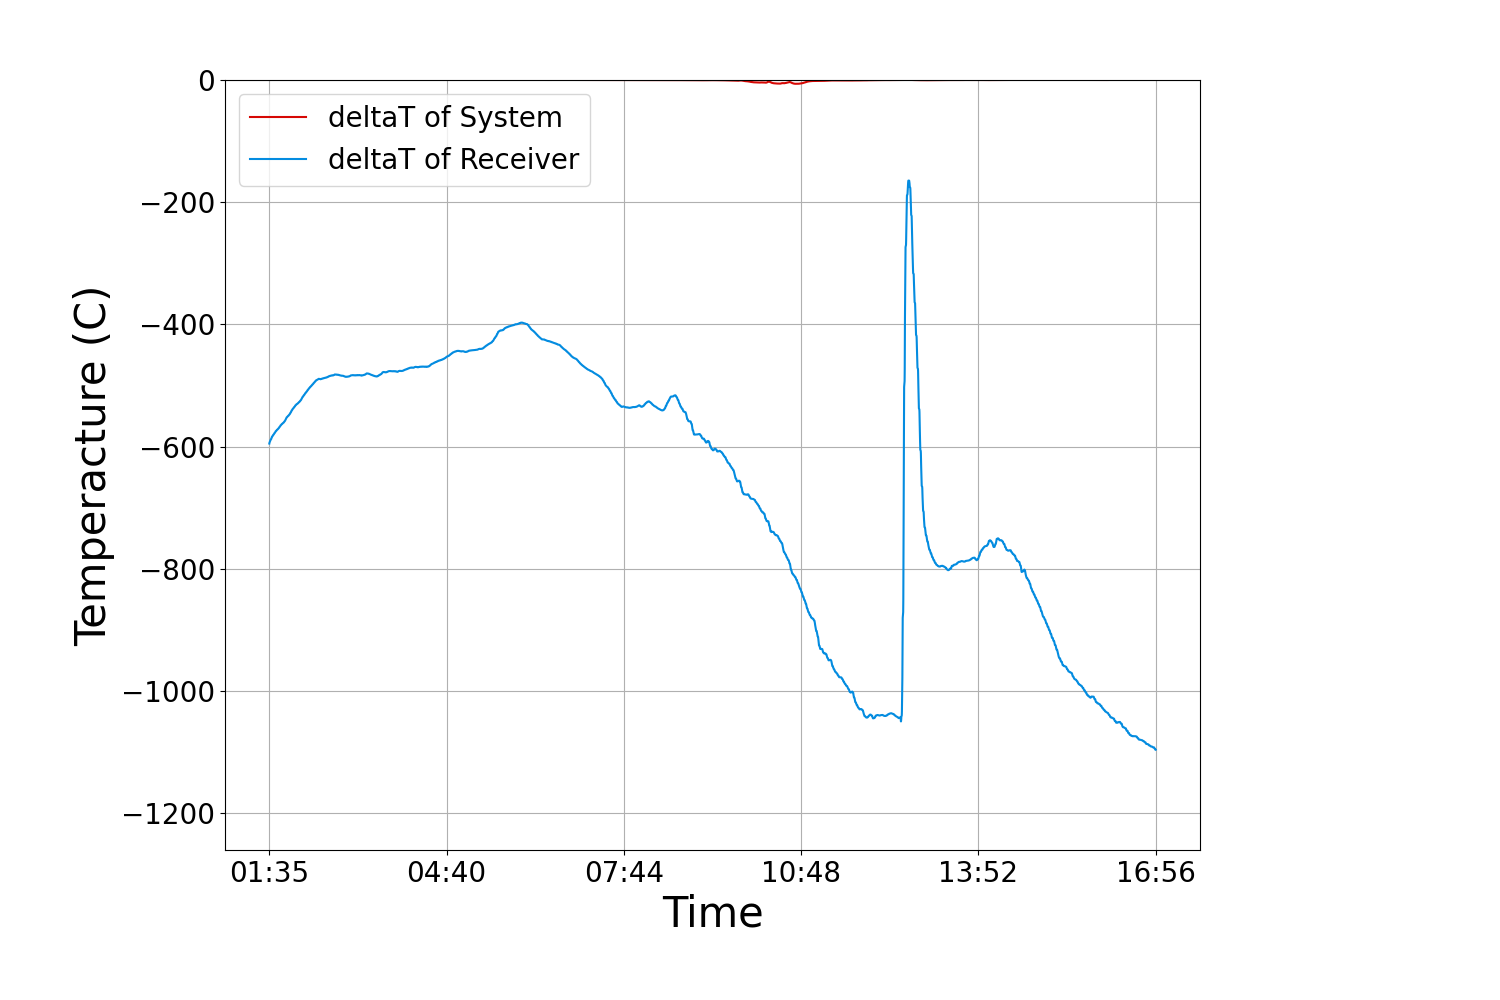 0
−200
−400
−600
−800
−1000
−1200
Temperacture (C)
deltaT of System
deltaT of Receiver
01:35 04:40 07:44 10:48 13:52 16:56
Time